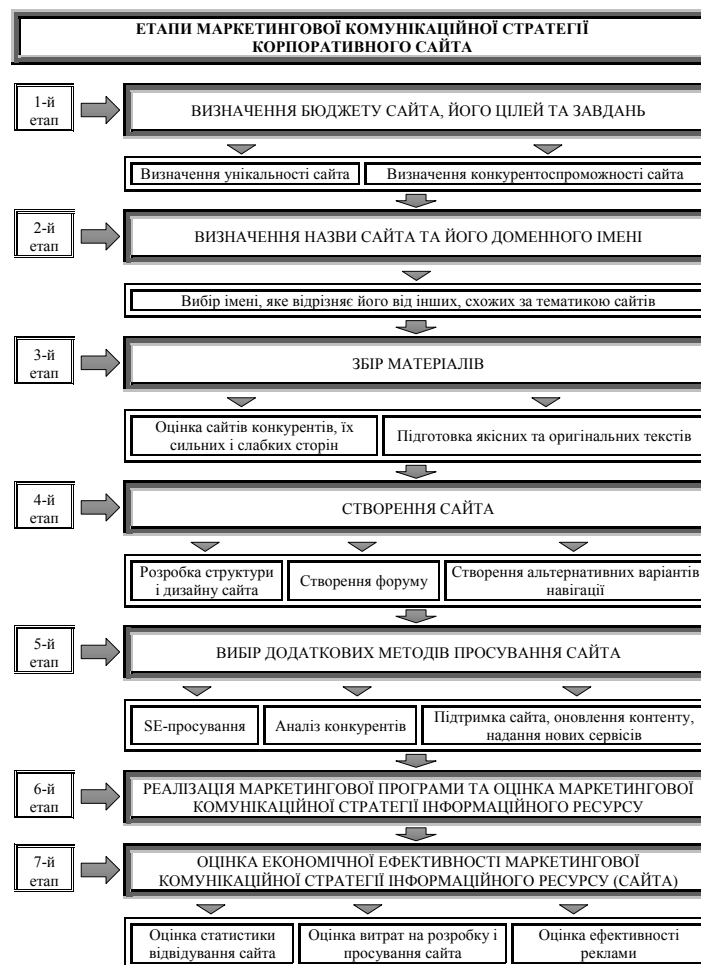 ЕТАПИ МАРКЕТИНГОВОЇ КОМУНІКАЦІЙНОЇ СТРАТЕГІЇ
КОРПОРАТИВНОГО САЙТА
1-й
етап
ВИЗНАЧЕННЯ БЮДЖЕТУ САЙТА, ЙОГО ЦІЛЕЙ ТА ЗАВДАНЬ
Визначення унікальності сайта
Визначення конкурентоспроможності сайта
2-й
етап
ВИЗНАЧЕННЯ НАЗВИ САЙТА ТА ЙОГО ДОМЕННОГО ІМЕНІ
Вибір імені, яке відрізняє його від інших, схожих за тематикою сайтів
3-й
етап
ЗБІР МАТЕРІАЛІВ
Оцінка сайтів конкурентів, їх
сильних і слабких сторін
Підготовка якісних та оригінальних текстів
4-й
етап
СТВОРЕННЯ САЙТА
Розробка структури
і дизайну сайта
Створення форуму
Створення альтернативних варіантів
навігації
5-й
етап
ВИБІР ДОДАТКОВИХ МЕТОДІВ ПРОСУВАННЯ САЙТА
SE-просування
Аналіз конкурентів
Підтримка сайта, оновлення контенту,
надання нових сервісів
6-й
етап
РЕАЛІЗАЦІЯ МАРКЕТИНГОВОЇ ПРОГРАМИ ТА ОЦІНКА МАРКЕТИНГОВОЇ
КОМУНІКАЦІЙНОЇ СТРАТЕГІЇ ІНФОРМАЦІЙНОГО РЕСУРСУ
7-й
етап
ОЦІНКА ЕКОНОМІЧНОЇ ЕФЕКТИВНОСТІ МАРКЕТИНГОВОЇ
КОМУНІКАЦІЙНОЇ СТРАТЕГІЇ ІНФОРМАЦІЙНОГО РЕСУРСУ (САЙТА)
Оцінка статистики
відвідування сайта
Оцінка витрат на розробку і
просування сайта
Оцінка ефективності
реклами